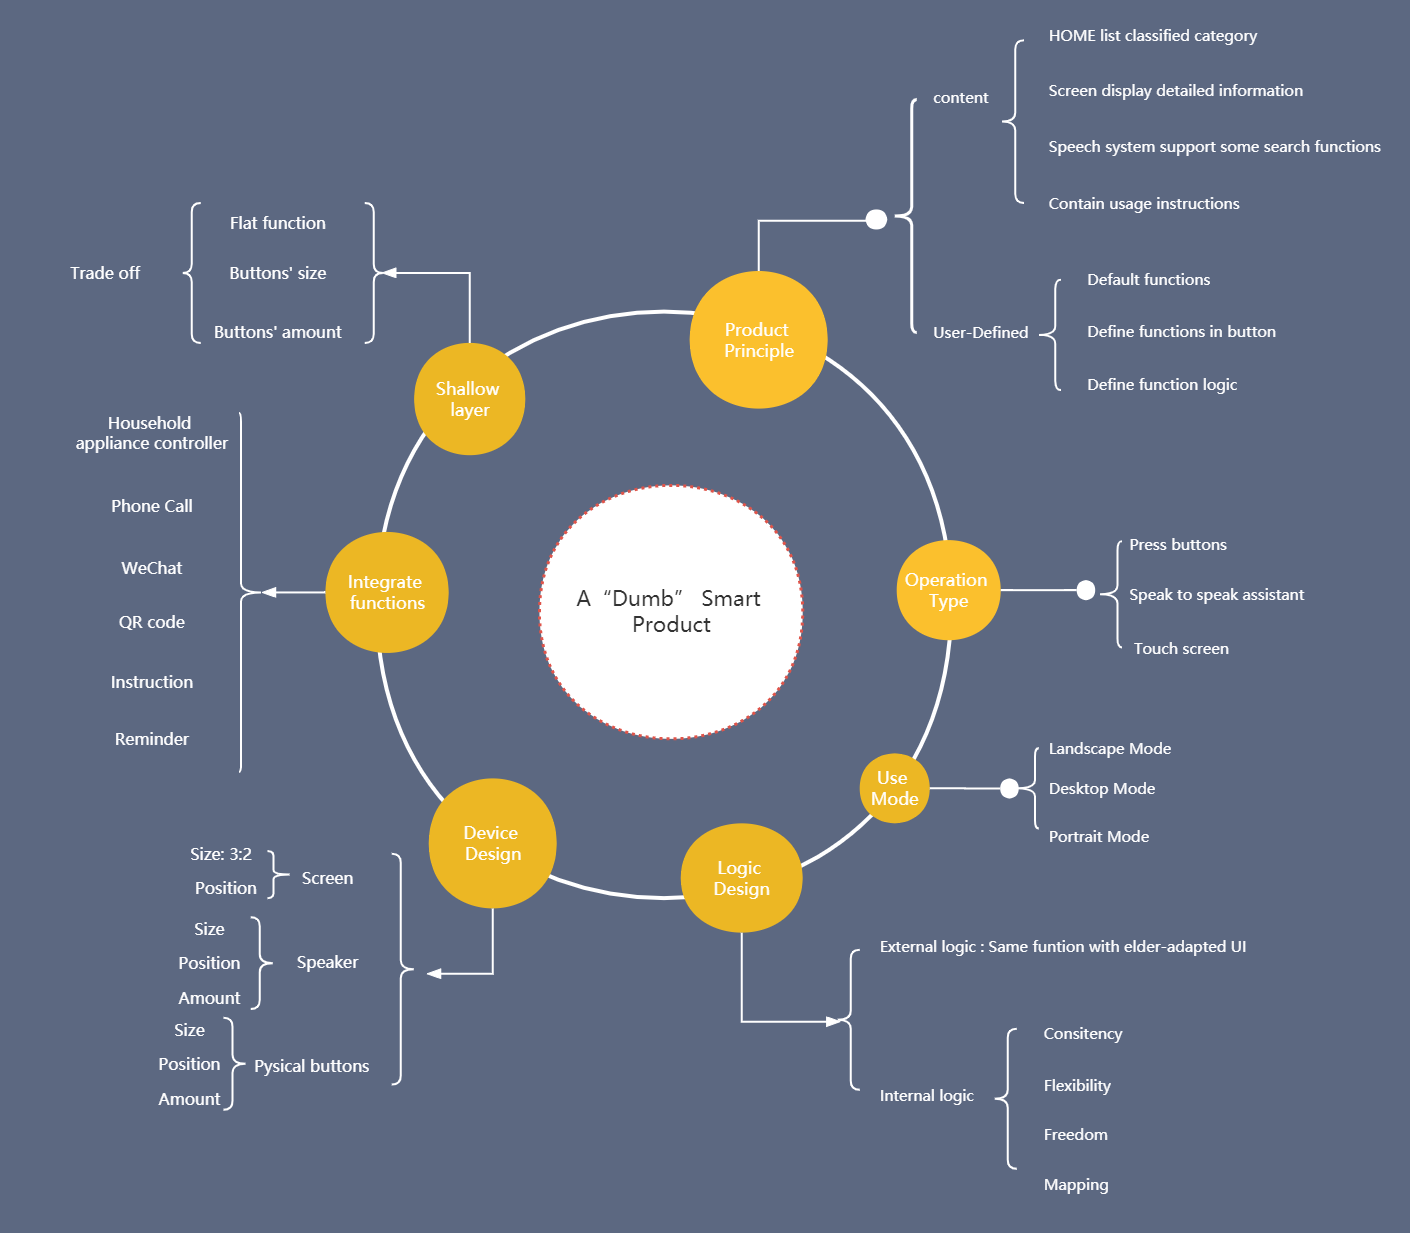 HOME list classified category
Screen display detailed information
content
Speech system support some search functions
Contain usage instructions
Default functions
User-Defined
Define functions in button
Define function logic
Product
Principle
Flat function
Trade off
Buttons' size
Buttons' amount
Shallow
layer
Household
appliance controller
Phone Call
WeChat
QR code
Instruction
Reminder
Integrate
functions
A “Dumb” Smart
Product
Operation
Type
Press buttons
Speak to speak assistant
Touch screen
Use
Mode
Landscape Mode
Desktop Mode
Portrait Mode
Device
Design
Size: 3:2
Position
Screen
Size
Position
Amount
Speaker
Size
Position
Amount
Pysical buttons
Logic
Design
External logic : Same funtion with elder-adapted UI
Internal logic
Consitency
Flexibility
Freedom
Mapping